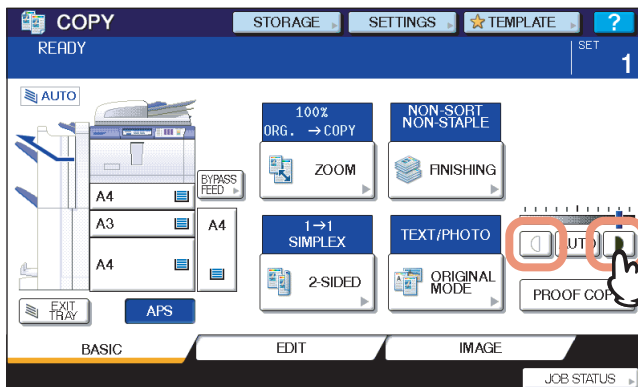 COPY
STORAGE
SETTINGS
TEMPLATE
?
READY
SET
1
AUTO
100%
ORG. → COPY
ZOOM
NON-SORT
NON-STAPLE
FINISHING
BYPASS
FEED
A4
A3
A4
A4
1→1
SIMPLEX
2-SIDED
TEXT/PHOTO
ORIGINAL
MODE
AUTO
PROOF COPY
EXIT
TRAY
APS
BASIC
EDIT
IMAGE
JOB STATUS